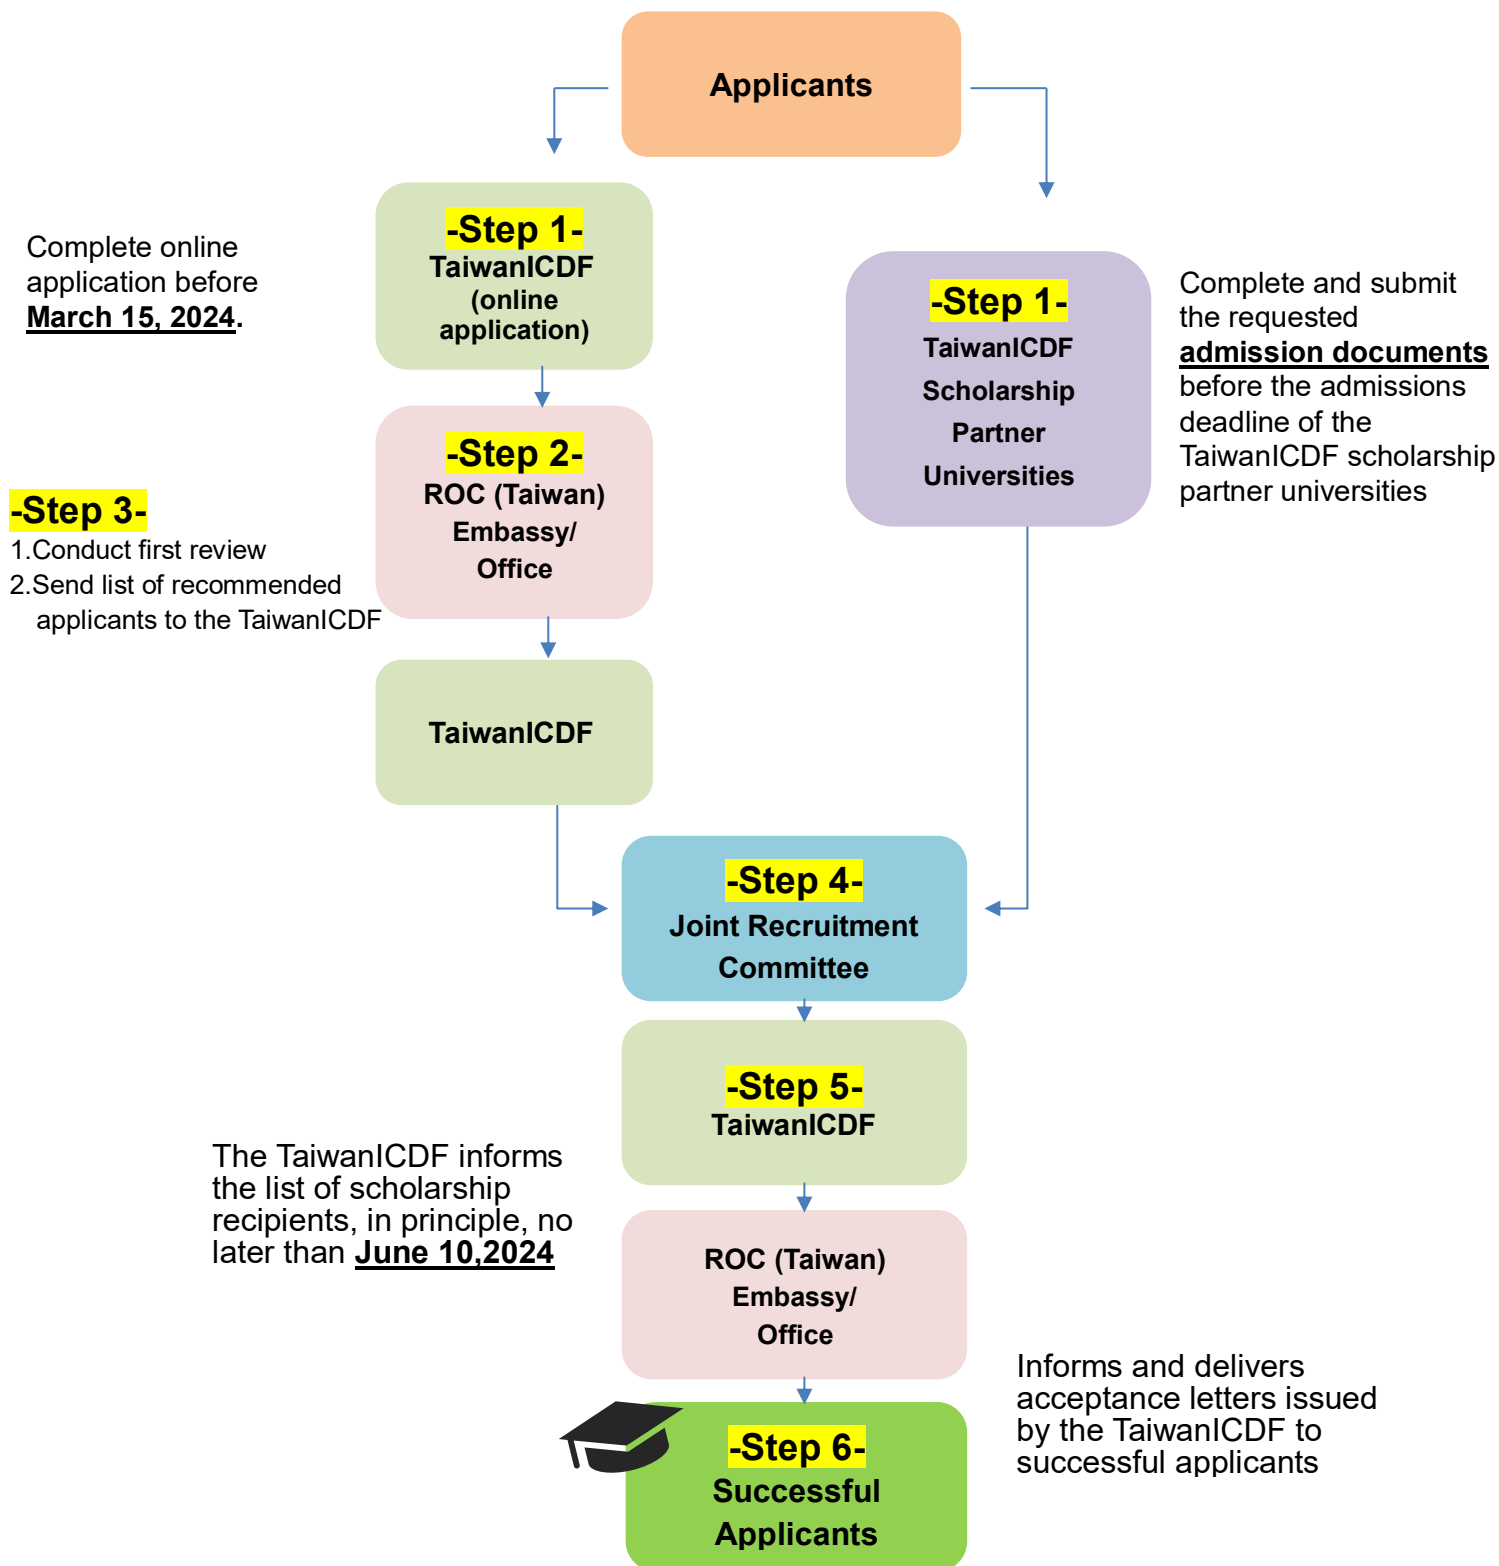 Applicants
Complete online
application before
March 15, 2024.
-Step 1-
TaiwanICDF
(online
application)
-Step 1-
TaiwanICDF
Scholarship
Partner
Universities
Complete and submit
the requested
admission documents
before the admissions
deadline of the
TaiwanICDF scholarship
partner universities
-Step 2-
ROC (Taiwan)
Embassy/
Office
-Step 3-
1.Conduct first review
2.Send list of recommended
applicants to the TaiwanICDF
TaiwanICDF
-Step 4-
Joint Recruitment
Committee
-Step 5-
TaiwanICDF
The TaiwanICDF informs
the list of scholarship
recipients, in principle, no
later than June 10,2024
ROC (Taiwan)
Embassy/
Office
Informs and delivers
acceptance letters issued
by the TaiwanICDF to
successful applicants
-Step 6-
Successful
Applicants